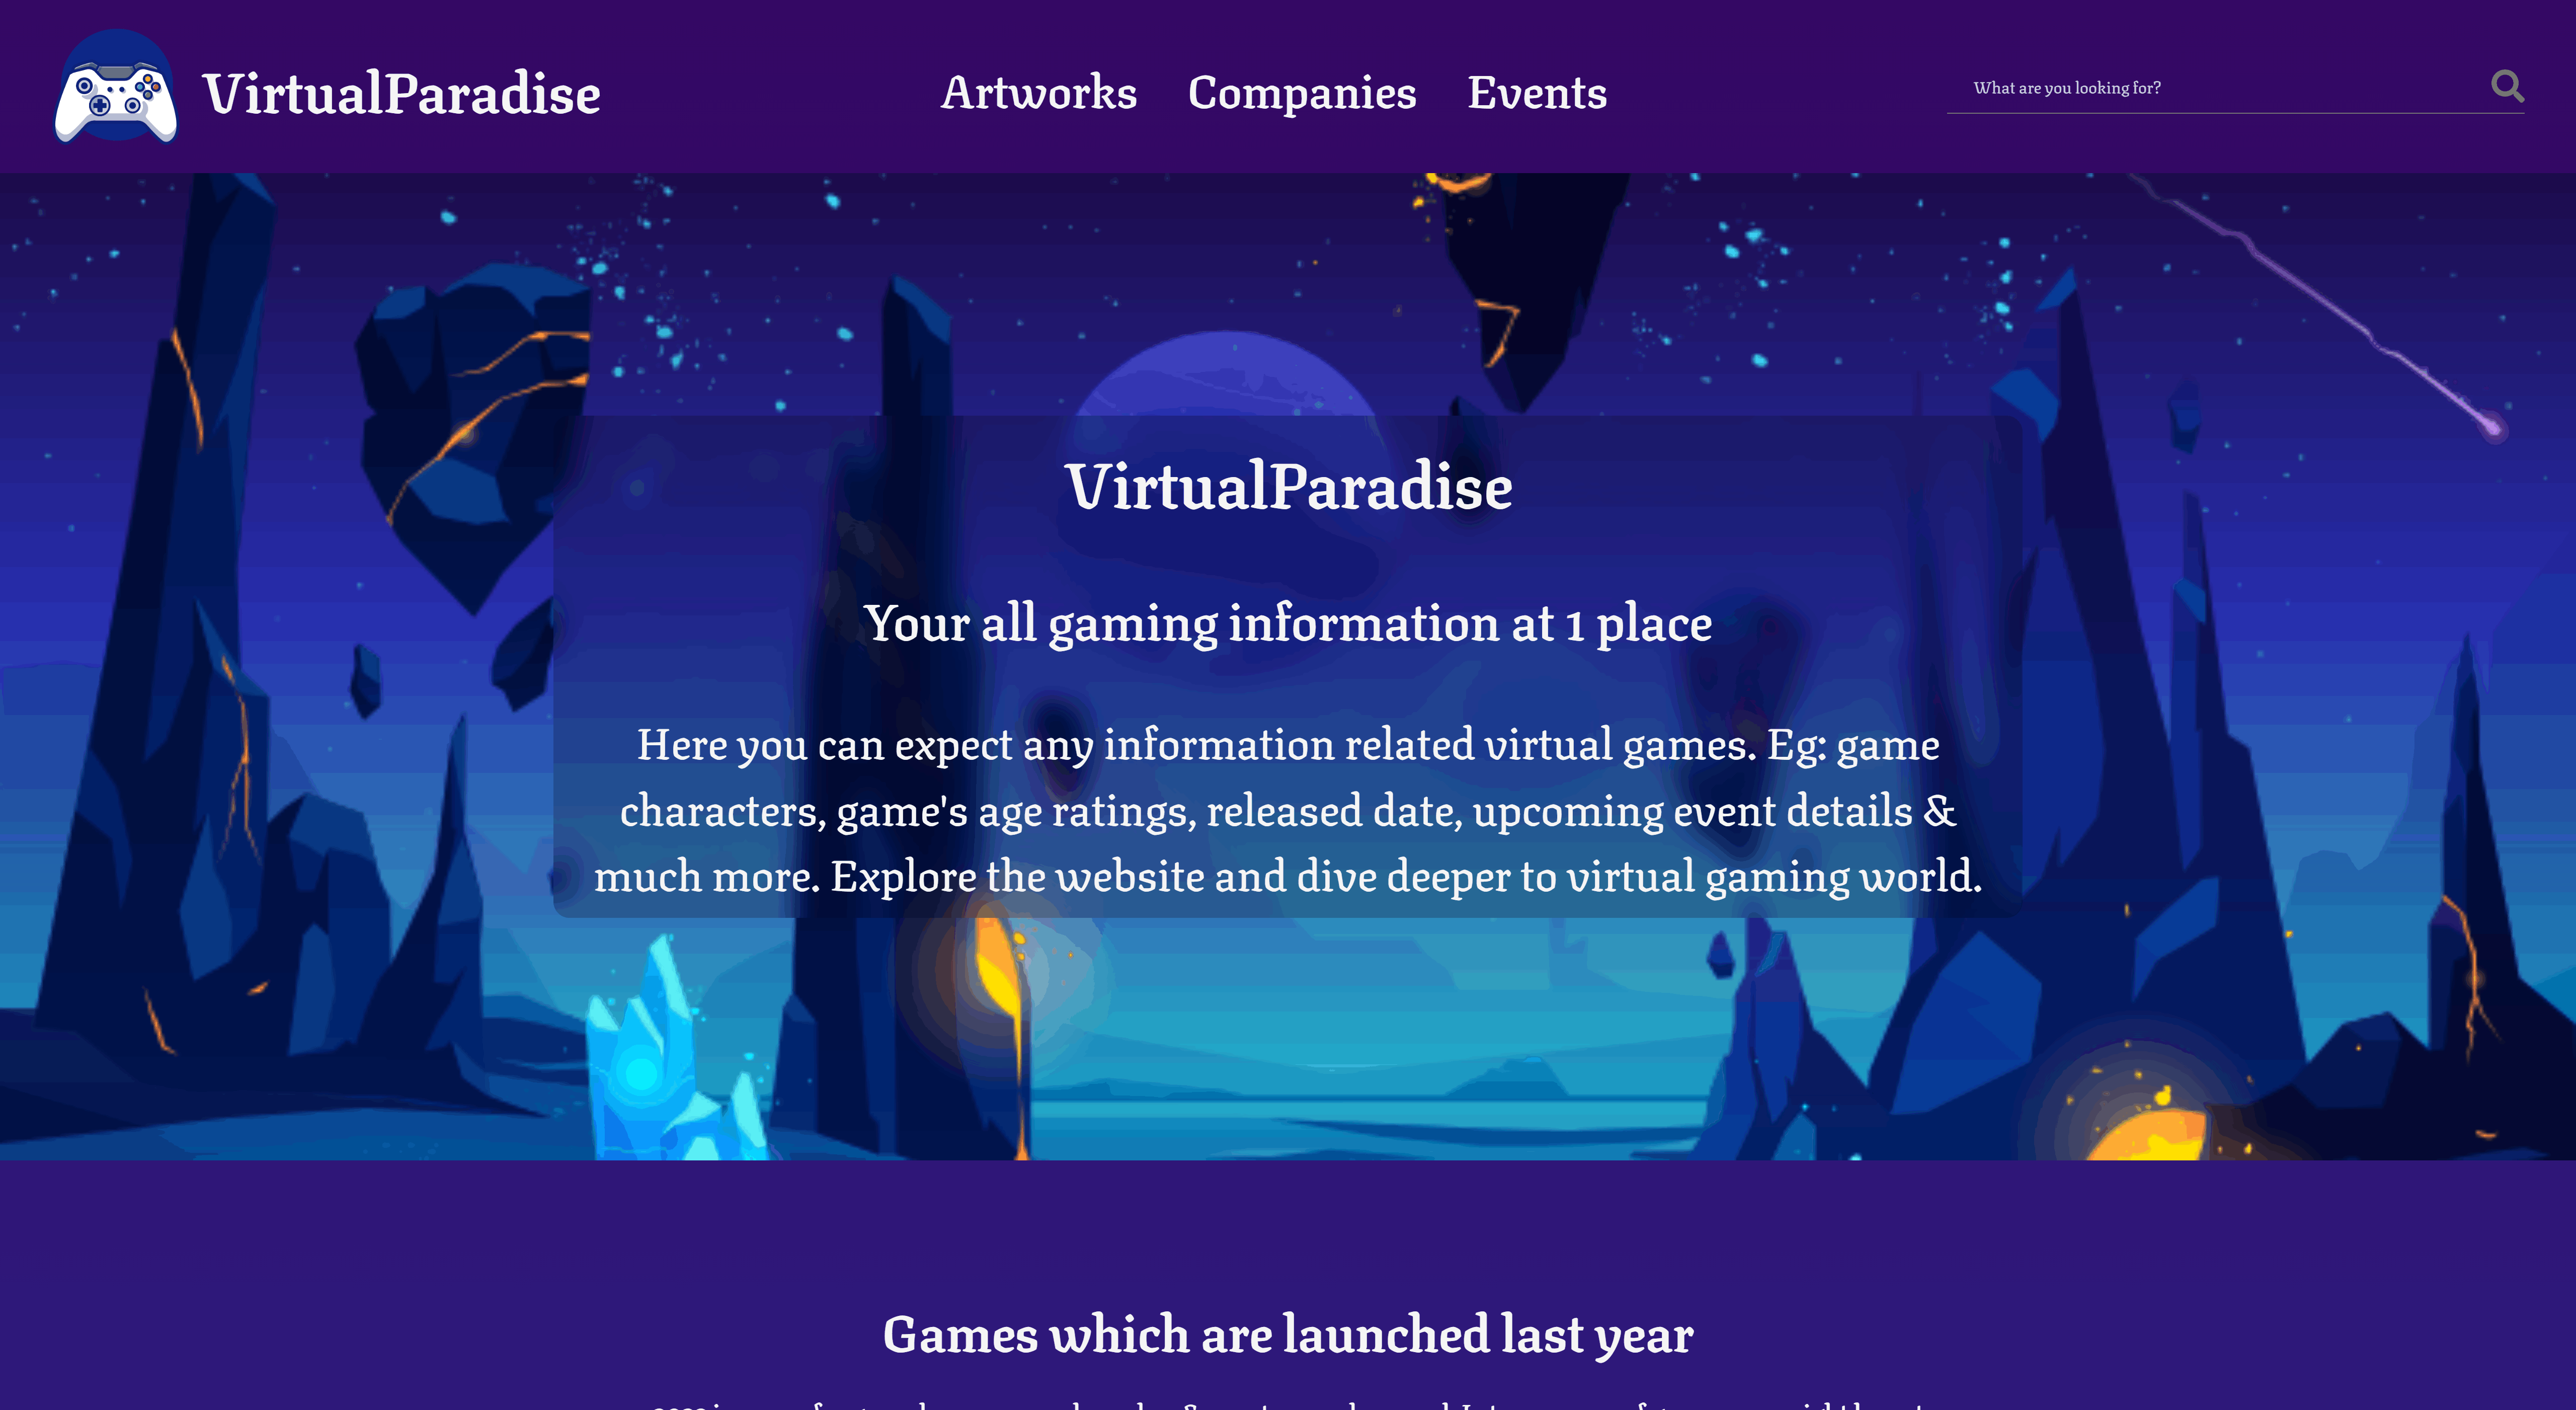 VirtualParadise
Artworks Companies Events
What are you looking for?
VirtualParadise
Your all gaming information at 1 place
Here you can expect any information related virtual games. Eg: game
characters, game's age ratings, released date, upcoming event details &
much more. Explore the website and dive deeper to virtual gaming world.
Games which are launched last year